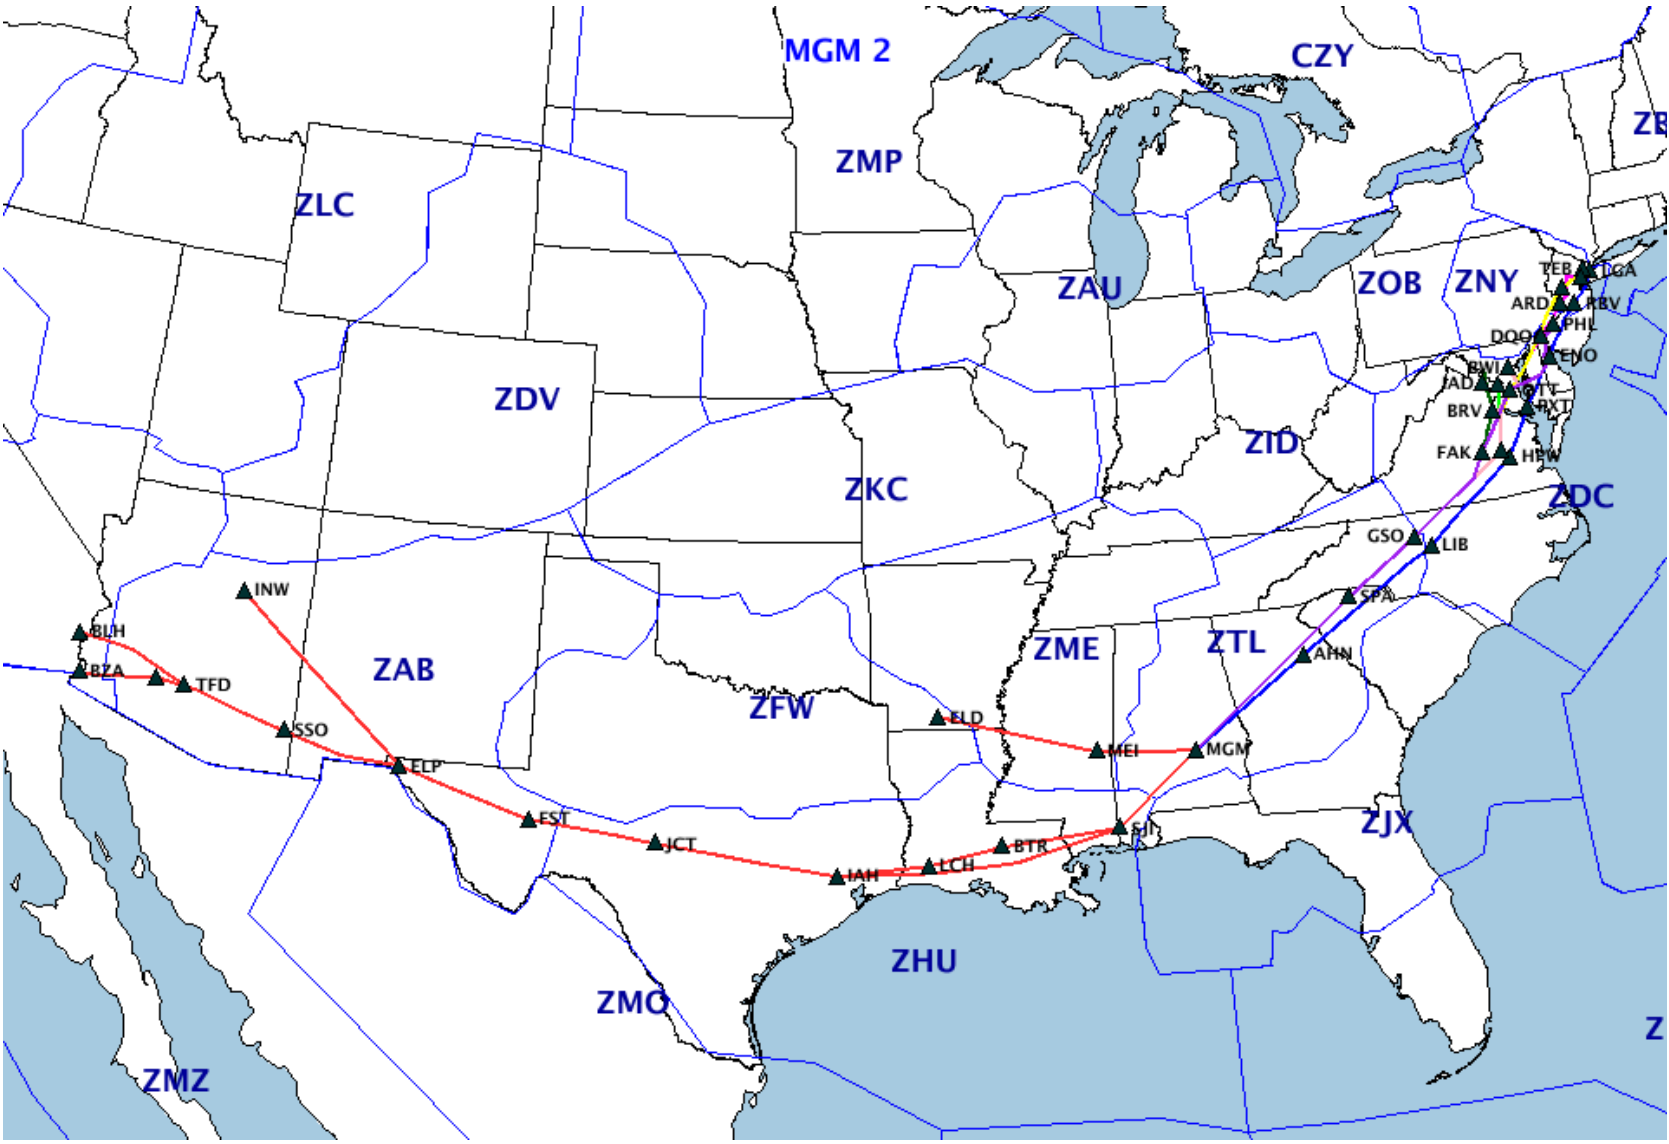 MGM 2
CZY
ZMP
ZLC
TEB
LGA
ZAU
ZOB
ZNY
ARD
RBV
PHL
DQO
ENO
BWI
IAD
OTT
PXT
ZDV
BRV
ZID
FAK
HPW
ZKC
ZDC
GSO
LIB
INW
SPA
BLH
ZME
ZTL
AHN
BZA
TFD
ZAB
ZFW
ELD
SSO
MEI
MGM
ELP
FST
SJI
ZJX
JCT
BTR
LCH
IAH
ZHU
ZMO
ZMZ
Z